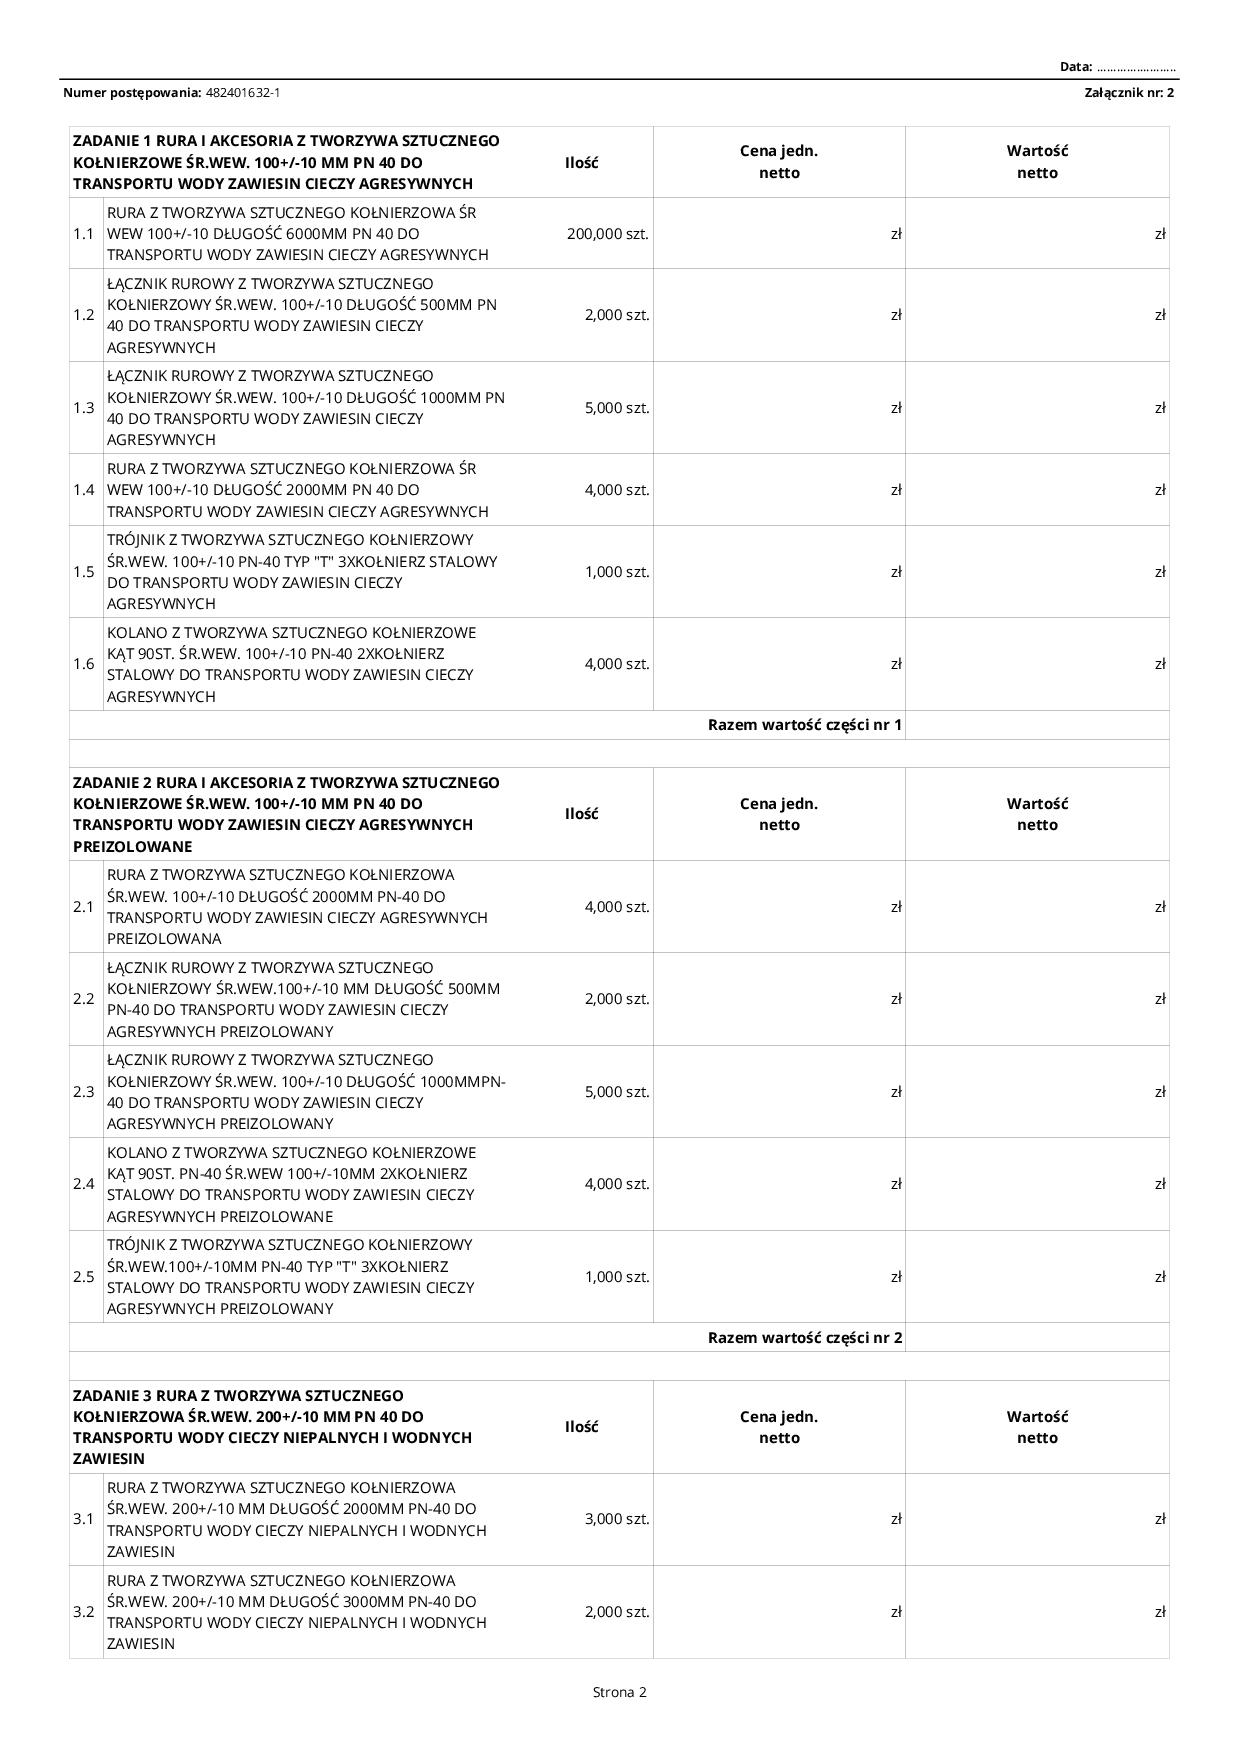 Data: ........................
Numer postępowania: 482401632-1
Załącznik nr: 2
ZADANIE 1 RURA I AKCESORIA Z TWORZYWA SZTUCZNEGO
KOŁNIERZOWE ŚR.WEW. 100+/-10 MM PN 40 DO
TRANSPORTU WODY ZAWIESIN CIECZY AGRESYWNYCH
Ilość
Cena jedn.
netto
Wartość
netto
1.1
RURA Z TWORZYWA SZTUCZNEGO KOŁNIERZOWA ŚR
WEW 100+/-10 DŁUGOŚĆ 6000MM PN 40 DO
TRANSPORTU WODY ZAWIESIN CIECZY AGRESYWNYCH
200,000 szt.
zł
zł
1.2
ŁĄCZNIK RUROWY Z TWORZYWA SZTUCZNEGO
KOŁNIERZOWY ŚR.WEW. 100+/-10 DŁUGOŚĆ 500MM PN
40 DO TRANSPORTU WODY ZAWIESIN CIECZY
AGRESYWNYCH
2,000 szt.
zł
zł
1.3
ŁĄCZNIK RUROWY Z TWORZYWA SZTUCZNEGO
KOŁNIERZOWY ŚR.WEW. 100+/-10 DŁUGOŚĆ 1000MM PN
40 DO TRANSPORTU WODY ZAWIESIN CIECZY
AGRESYWNYCH
5,000 szt.
zł
zł
1.4
RURA Z TWORZYWA SZTUCZNEGO KOŁNIERZOWA ŚR
WEW 100+/-10 DŁUGOŚĆ 2000MM PN 40 DO
TRANSPORTU WODY ZAWIESIN CIECZY AGRESYWNYCH
4,000 szt.
zł
zł
1.5
TRÓJNIK Z TWORZYWA SZTUCZNEGO KOŁNIERZOWY
ŚR.WEW. 100+/-10 PN-40 TYP "T" 3XKOŁNIERZ STALOWY
DO TRANSPORTU WODY ZAWIESIN CIECZY
AGRESYWNYCH
1,000 szt.
zł
zł
1.6
KOLANO Z TWORZYWA SZTUCZNEGO KOŁNIERZOWE
KĄT 90ST. ŚR.WEW. 100+/-10 PN-40 2XKOŁNIERZ
STALOWY DO TRANSPORTU WODY ZAWIESIN CIECZY
AGRESYWNYCH
4,000 szt.
zł
zł
Razem wartość części nr 1
ZADANIE 2 RURA I AKCESORIA Z TWORZYWA SZTUCZNEGO
KOŁNIERZOWE ŚR.WEW. 100+/-10 MM PN 40 DO
TRANSPORTU WODY ZAWIESIN CIECZY AGRESYWNYCH
PREIZOLOWANE
Ilość
Cena jedn.
netto
Wartość
netto
2.1
RURA Z TWORZYWA SZTUCZNEGO KOŁNIERZOWA
ŚR.WEW. 100+/-10 DŁUGOŚĆ 2000MM PN-40 DO
TRANSPORTU WODY ZAWIESIN CIECZY AGRESYWNYCH
PREIZOLOWANA
4,000 szt.
zł
zł
2.2
ŁĄCZNIK RUROWY Z TWORZYWA SZTUCZNEGO
KOŁNIERZOWY ŚR.WEW.100+/-10 MM DŁUGOŚĆ 500MM
PN-40 DO TRANSPORTU WODY ZAWIESIN CIECZY
AGRESYWNYCH PREIZOLOWANY
2,000 szt.
zł
zł
2.3
ŁĄCZNIK RUROWY Z TWORZYWA SZTUCZNEGO
KOŁNIERZOWY ŚR.WEW. 100+/-10 DŁUGOŚĆ 1000MMPN-
40 DO TRANSPORTU WODY ZAWIESIN CIECZY
AGRESYWNYCH PREIZOLOWANY
5,000 szt.
zł
zł
2.4
KOLANO Z TWORZYWA SZTUCZNEGO KOŁNIERZOWE
KĄT 90ST. PN-40 ŚR.WEW 100+/-10MM 2XKOŁNIERZ
STALOWY DO TRANSPORTU WODY ZAWIESIN CIECZY
AGRESYWNYCH PREIZOLOWANE
4,000 szt.
zł
zł
2.5
TRÓJNIK Z TWORZYWA SZTUCZNEGO KOŁNIERZOWY
ŚR.WEW.100+/-10MM PN-40 TYP "T" 3XKOŁNIERZ
STALOWY DO TRANSPORTU WODY ZAWIESIN CIECZY
AGRESYWNYCH PREIZOLOWANY
1,000 szt.
zł
zł
Razem wartość części nr 2
ZADANIE 3 RURA Z TWORZYWA SZTUCZNEGO
KOŁNIERZOWA ŚR.WEW. 200+/-10 MM PN 40 DO
TRANSPORTU WODY CIECZY NIEPALNYCH I WODNYCH
ZAWIESIN
Ilość
Cena jedn.
netto
Wartość
netto
3.1
RURA Z TWORZYWA SZTUCZNEGO KOŁNIERZOWA
ŚR.WEW. 200+/-10 MM DŁUGOŚĆ 2000MM PN-40 DO
TRANSPORTU WODY CIECZY NIEPALNYCH I WODNYCH
ZAWIESIN
3,000 szt.
zł
zł
3.2
RURA Z TWORZYWA SZTUCZNEGO KOŁNIERZOWA
ŚR.WEW. 200+/-10 MM DŁUGOŚĆ 3000MM PN-40 DO
TRANSPORTU WODY CIECZY NIEPALNYCH I WODNYCH
ZAWIESIN
2,000 szt.
zł
zł
Strona 2